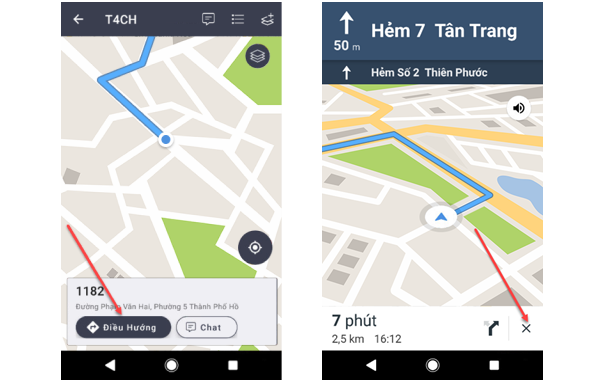 T4CH
1182
Đường Phạm Văn Hai, Phường 5 Thành Phố Hồ
Điều Hướng
Chat
50 m
Hẻm 7 Tân Trang
Hẻm Số 2 Thiên Phước
7 phút
2,5 km 16:12